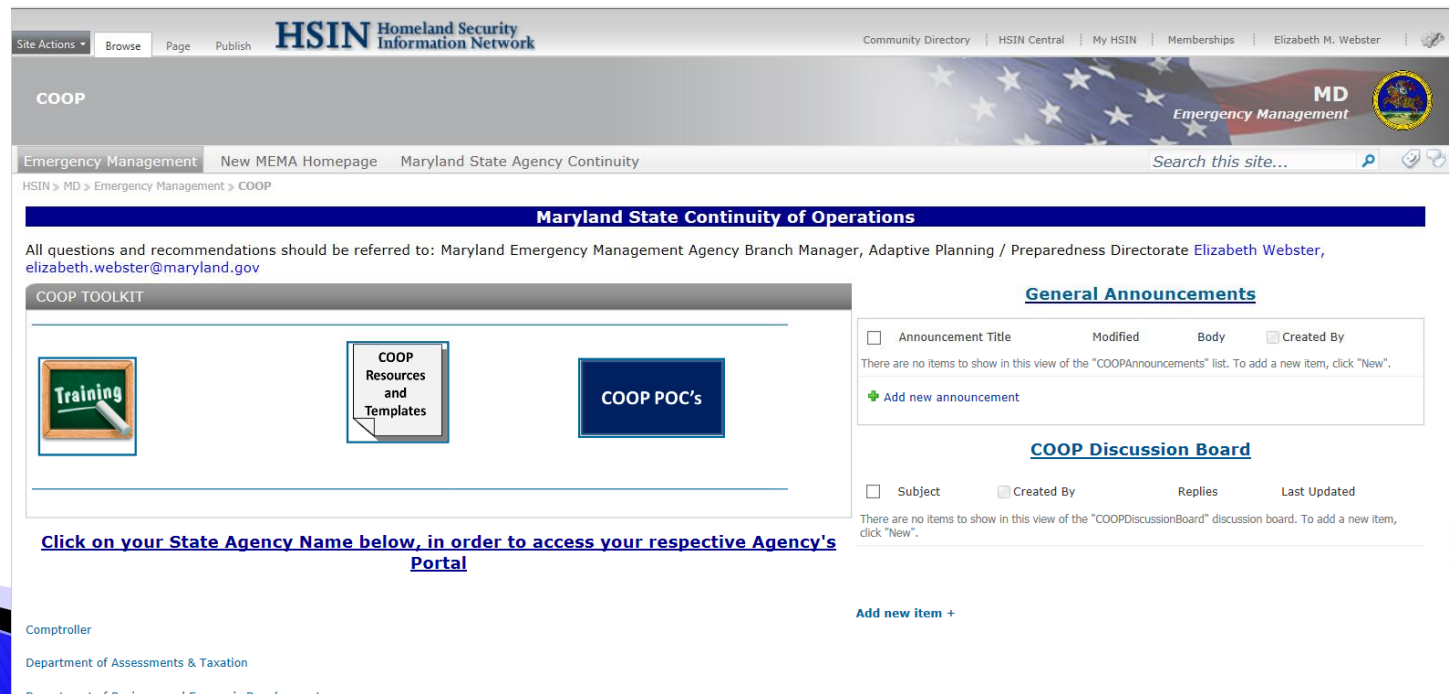 Site Actions
Browse
Page
Publish
HSIN Homeland Security
Information Network
Community Directory
HSIN Central
My HSIN
Memberships
Elizabeth M. Webster
COOP
MD
Emergency Management
Emergency Management
New MEMA Homepage
Maryland State Agency Continuity
Search this site...
HSIN » MD » Emergency Management » COOP
Maryland State Continuity of Operations
All questions and recommendations should be referred to: Maryland Emergency Management Agency Branch Manager, Adaptive Planning / Preparedness Directorate Elizabeth Webster,
elizabeth.webster@maryland.gov
COOP TOOLKIT
Training
COOP
Resources
and
Templates
COOP POC's
Click on your State Agency Name below, in order to access your respective Agency's
Portal
Comptroller
Department of Assessments & Taxation
General Announcements
Announcement Title
Modified
Body
Created By
There are no items to show in this view of the "COOPAnnouncements" list. To add a new item, click "New".
Add new announcement
COOP Discussion Board
Subject
Created By
Replies
Last Updated
There are no items to show in this view of the "COOPDiscussionBoard" discussion board. To add a new item,
click "New".
Add new item +